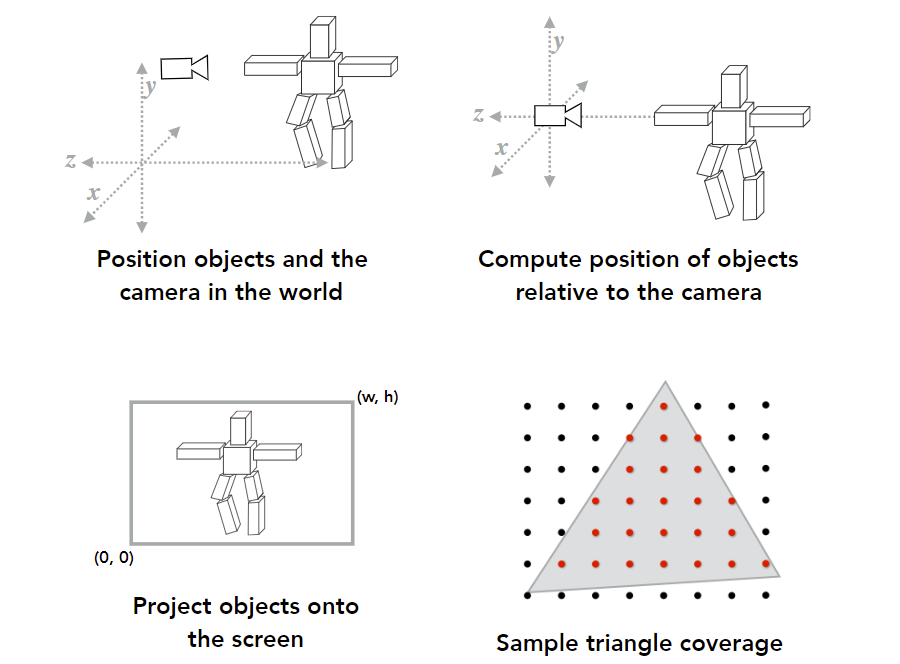 y
z
x
Position objects and the
camera in the world
y
z
x
Compute position of objects
relative to the camera
(w, h)
(0, 0)
Project objects onto
the screen
Sample triangle coverage